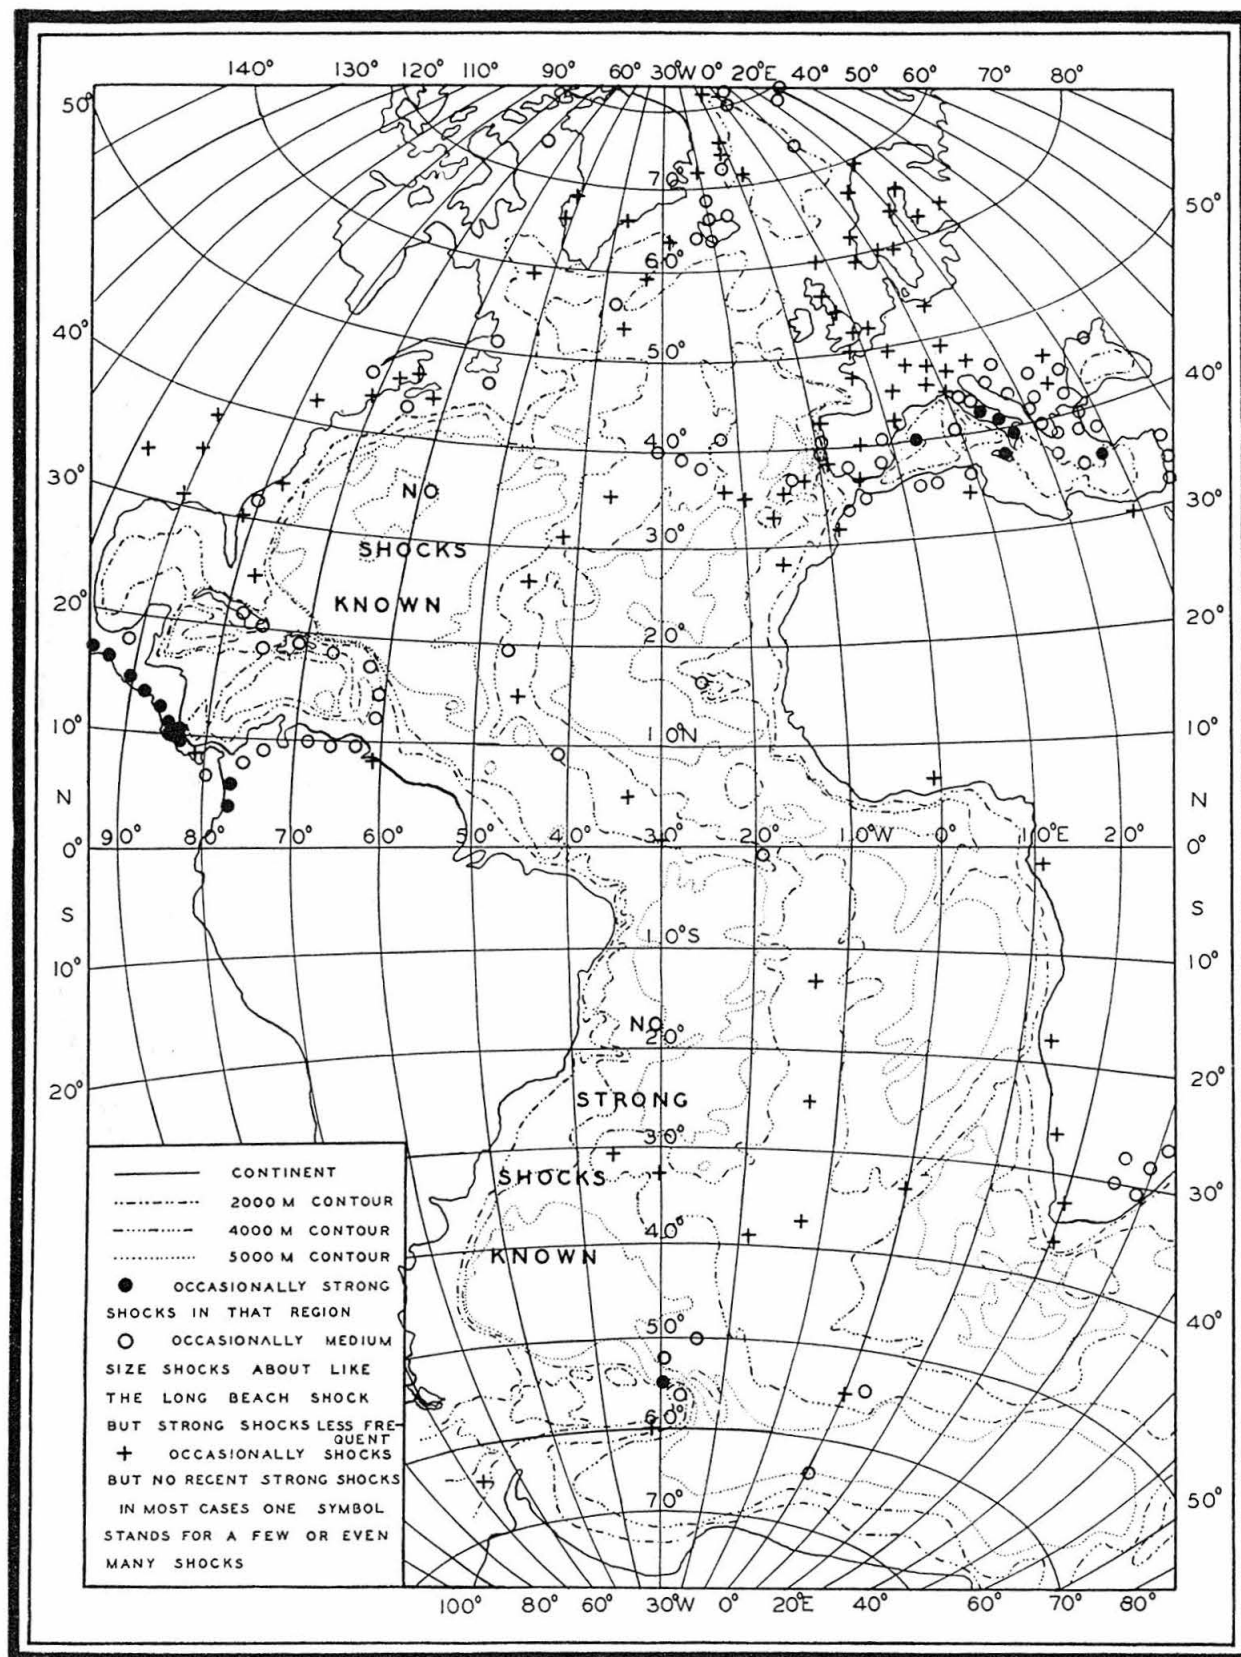 140° 130° 120° 110° 90° 60° 30°W 0° 20°E 40° 50° 60° 70° 80°
50°
70°
50°
60°
40°
50°
40°
40°
30°
NO
30°
30°
SHOCKS
KNOWN
20°
20°
20°
10°
10°N
10°
N
N
90° 80° 70° 60° 50° 40° 30° 20° 10°W 0° 10°E 20°
0°
0°
S
S
10°S
10°
10°
NO
20°
20°
20°
STRONG
30°
SHOCKS
30°
40°
KNOWN
50°
40°
60°
70°
50°
CONTINENT
2000 M CONTOUR
4000 M CONTOUR
5000 M CONTOUR
OCCASIONALLY STRONG
SHOCKS IN THAT REGION
OCCASIONALLY MEDIUM
SIZE SHOCKS ABOUT LIKE
THE LONG BEACH SHOCK
BUT STRONG SHOCKS LESS FRE-
QUENT
OCCASIONALLY SHOCKS
BUT NO RECENT STRONG SHOCKS
IN MOST CASES ONE SYMBOL
STANDS FOR A FEW OR EVEN
MANY SHOCKS
100° 80° 60° 30°W 0° 20°E 40° 60° 70° 80°